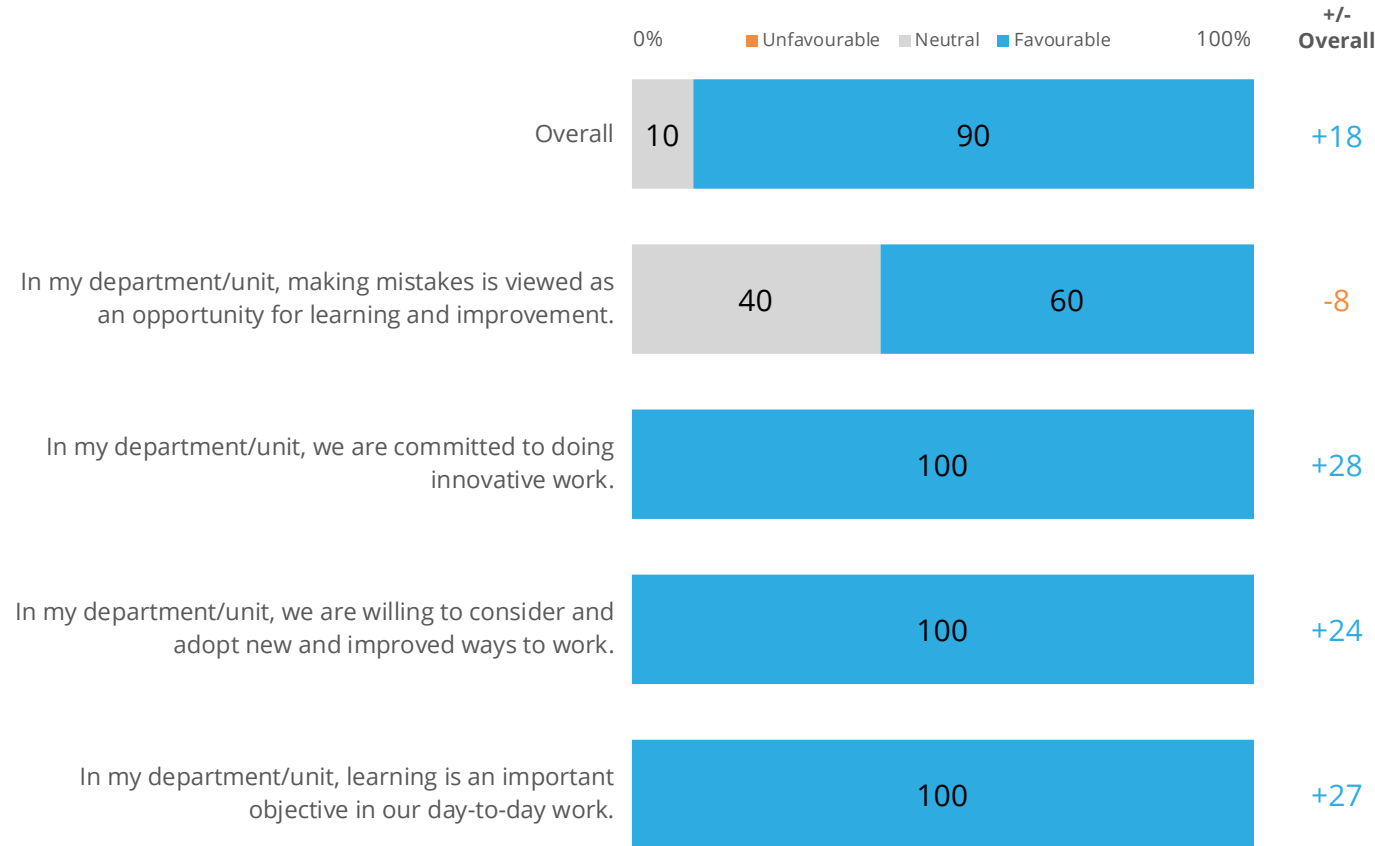 +/-
0% Unfavourable Neutral Favourable 100% Overall
Overall 10 90 +18
In my department/unit, making mistakes is viewed as
an opportunity for learning and improvement.
40 60 -8
In my department/unit, we are committed to doing
innovative work.
100 +28
In my department/unit, we are willing to consider and
adopt new and improved ways to work.
100 +24
In my department/unit, learning is an important
objective in our day-to-day work.
100 +27